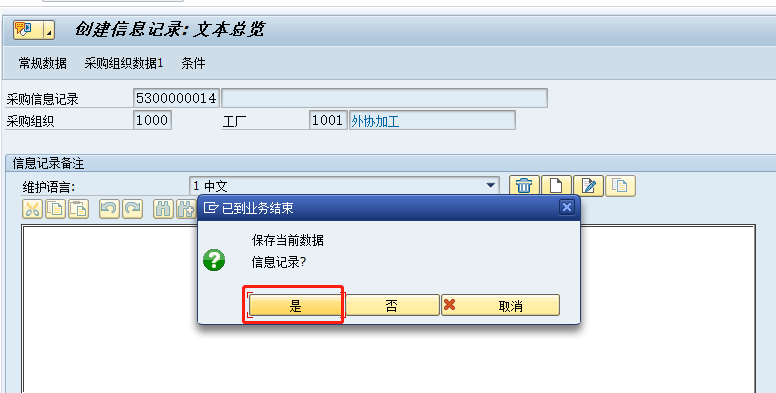 创建信息记录: 文本总览
常规数据 采购组织数据1 条件
采购信息记录 5300000014
采购组织 1000 工厂 1001 外协加工
信息记录备注
维护语言: 1 中文
已到业务结束
保存当前数据
信息记录?
是 否 取消